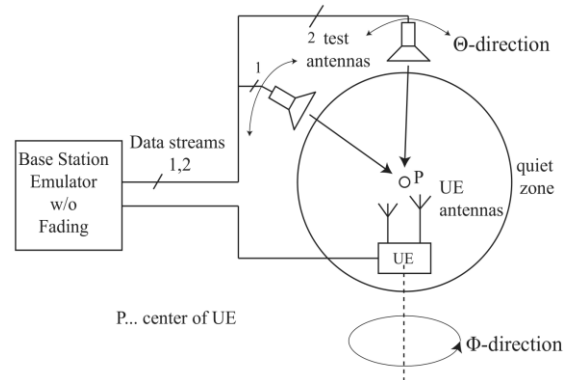 2 test
antennas
Θ-direction
1
Data streams
1,2
Base Station
Emulator
w/o
Fading
P
quiet
zone
UE
antennas
UE
P... center of UE
Φ-direction